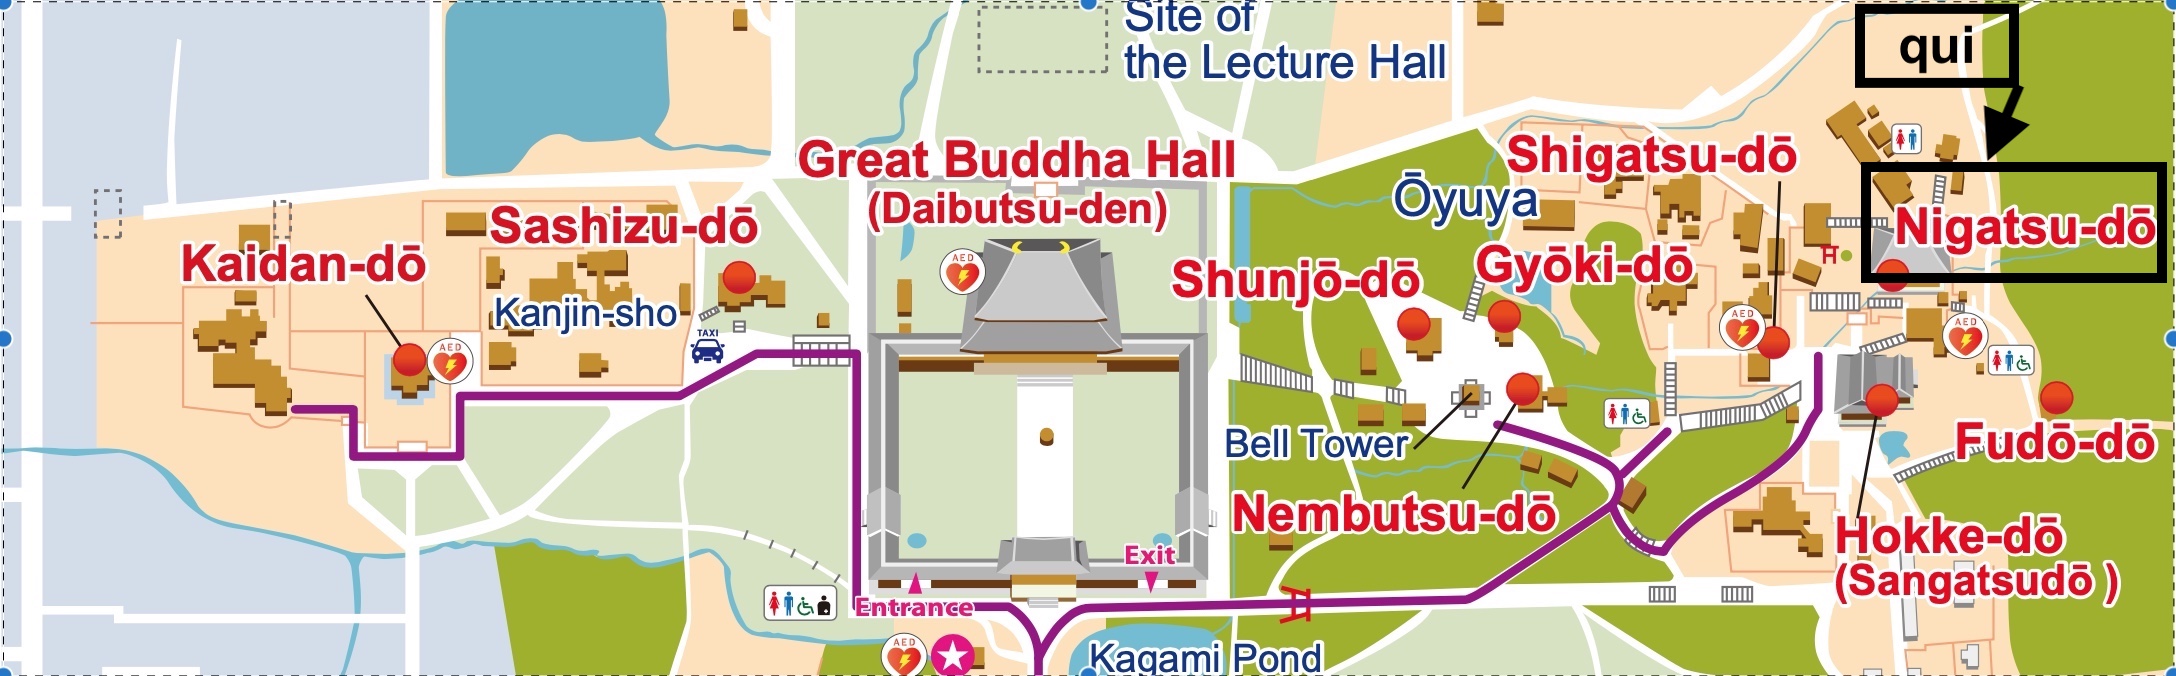 Site of
the Lecture Hall
qui
Great Buddha Hall
(Daibutsu-den)
Shigatsu-dō
Ōyuya
Nigatsu-dō
Sashizu-dō
Kaidan-dō
AED
Shunjō-dō
Gyōki-dō
Kanjin-sho
TAXI
AED
AED
AED
Bell Tower
Fudō-dō
Nembutsu-dō
Hokke-dō
(Sangatsudō )
Exit
Entrance
AED
Kagami Pond